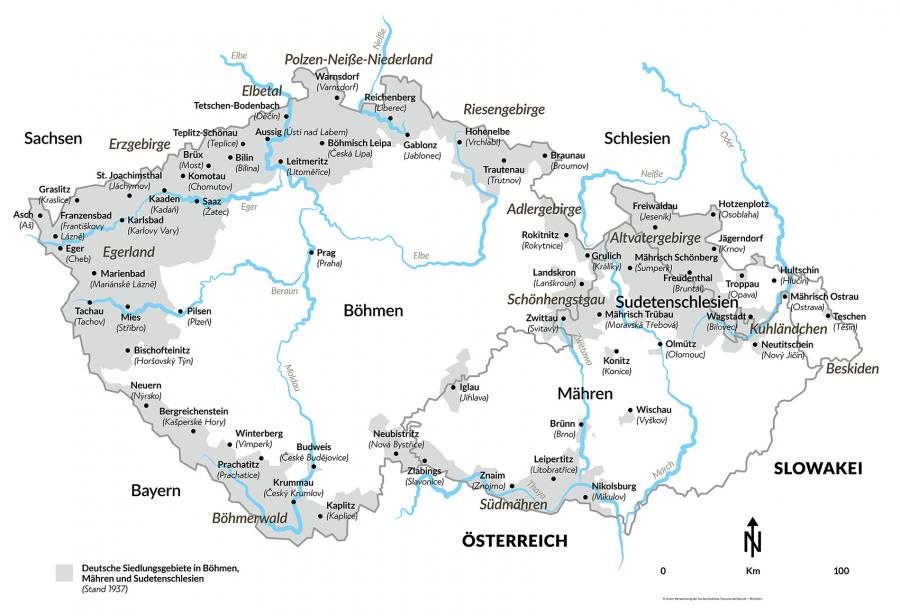 Neiße
Elbe
Polzen-Neiße-Niederland
Warnsdorf
(Varnsdorf)
Elbetal
Reichenberg
(Liberec)
Tetschen-Bodenbach
(Děčín)
Riesengebirge
Sachsen
Erzgebirge
Teplitz-Schönau
(Teplice)
Aussig (Ústi nad Labem)
Gablonz
(Jablonec)
Hohenelbe
(Vrchlabí)
Schlesien
Oder
Brüx
(Most)
Bilin
(Bílina)
Böhmisch Leipa
(Česká Lípa)
Leitmeritz
(Litoměřice)
Trautenau
(Trutnov)
Braunau
(Broumov)
Neiße
St. Joachimsthal
(Jáchymov)
Komotau
(Chomutov)
Graslitz
(Kraslice)
Kaaden
(Kadaň)
Saaz
(Žatec)
Eger
Asch
(Aš)
Franzensbad
(Františkovy
Lázně)
Karlsbad
(Karlovy Vary)
Adlergebirge
Freiwaldau
(Jeseník)
Hotzenplotz
(Osoblaha)
Eger
(Cheb)
Egerland
Prag
(Praha)
Elbe
Rokitnitz
(Rokytnice)
Altvatergebirge
Jägerndorf
(Krnov)
Grulich
(Králíky)
Mährisch Schönberg
(Šumperk)
Marienbad
(Mariánské Lázně)
Beraun
Landskron
(Lanškroun)
Freudenthal
(Bruntál)
Troppau
(Opava)
Hultschin
(Hlučín)
Tachau
(Tachov)
Mies
(Stříbro)
Pilsen
(Plzeň)
Böhmen
Schönhengstgau
Sudetenschlesien
Mährisch Ostrau
(Ostrava)
Zwittau
(Svitavy)
Mährisch Trübau
(Moravská Třebová)
Wagstadt
(Bílovec)
Kuhländchen
Teschen
(Těšín)
Bischofteinitz
(Horšovský Týn)
Zwittawa
Olmütz
(Olomouc)
Neutitschein
(Nový Jičín)
Konitz
(Konice)
Beskiden
Moldau
Neuern
(Nýrsko)
Iglau
(Jihlava)
Mähren
Bergreichenstein
(Kašperské Hory)
Wischau
(Vyškov)
Brünn
(Brno)
Winterberg
(Vimperk)
Neubistritz
(Nová Bystřice)
Budweis
(České Budějovice)
Leipertitz
(Litobratřice)
March
SLOWAKEI
Prachatitz
(Prachatice)
Zlabings
(Slavonice)
Znaim
(Znojmo)
Thaya
Nikolsburg
(Mikulov)
Bayern
Krummau
(Český Krumlov)
Südmähren
Böhmerwald
Kaplitz
(Kaplice)
ÖSTERREICH
N
Deutsche Siedlungsgebiete in Böhmen,
Mähren und Sudetenschlesien
(Stand 1937)
0 Km 100